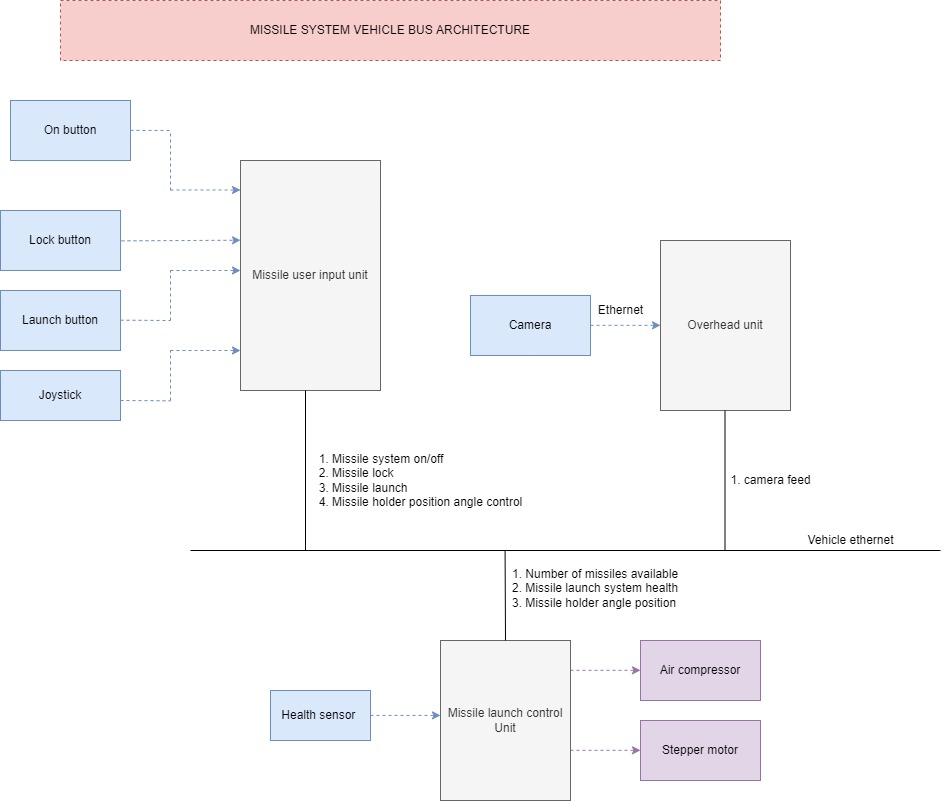 MISSILE SYSTEM VEHICLE BUS ARCHITECTURE
On button
Lock button
Missile user input unit
Launch button
Joystick
Camera
Ethernet
Overhead unit
1. Missile system on/off
2. Missile lock
3. Missile launch
4. Missile holder position angle control
1. camera feed
Vehicle ethernet
1. Number of missiles available
2. Missile launch system health
3. Missile holder angle position
Health sensor
Missile launch control
Unit
Air compressor
Stepper motor